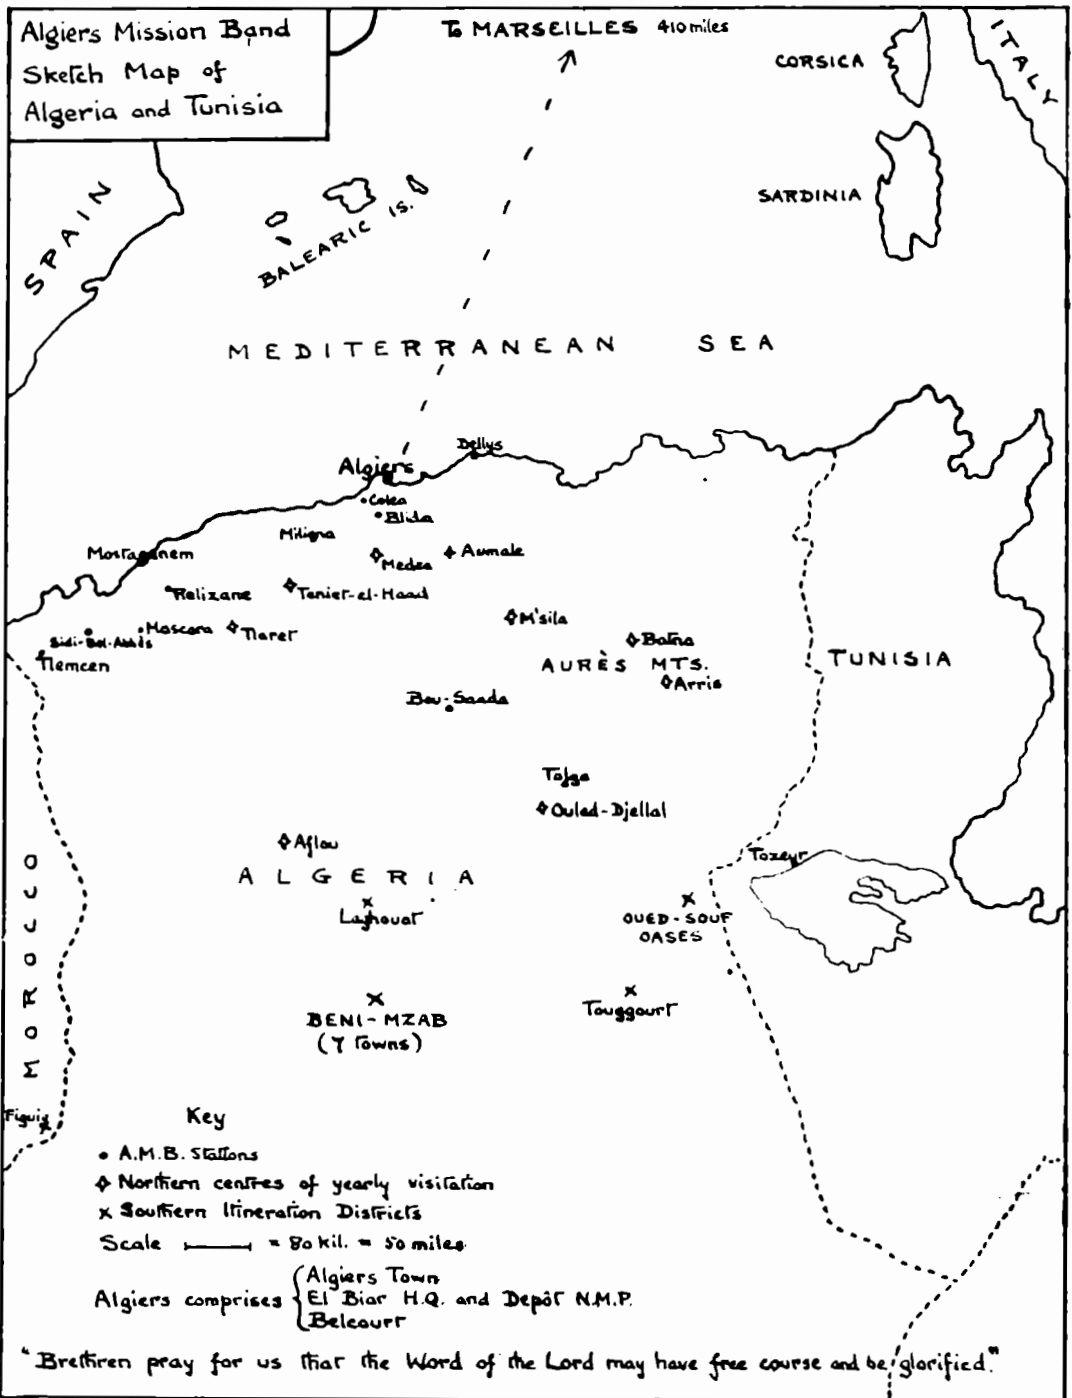 Algiers Mission Band
Sketch Map of
Algeria and Tunisia
To MARSEILLES 410 miles
CORSICA
ITALY
SARDINIA
SPAIN
BALEARIC IS.
MEDITERRANEAN SEA
Dellys
Algiers
Colea
Blida
Miliana
Mostaganem
Medea
Aumale
Relizane
Teniet-el-Haad
M'sila
Mascara
Tiaret
Sidi-Bel-Abbès
Tlemcen
Batna
AURÈS MTS.
TUNISIA
Arris
Bou-Saada
Tolga
Ouled-Djellal
Aflou
Tozeur
ALGERIA
Laghouat
OUED-SOUF
OASES
MOROCCO
Touggourt
BENI-MZAB
(7 Towns)
Figuig
Key
A.M.B. Stations
Northern centres of yearly visitation
x Southern Itineration Districts
Scale = 80 kil. = 50 miles
Algiers comprises
Algiers Town
El Biar H.Q. and Depôt N.M.P.
Belcourt
"Brethren pray for us that the Word of the Lord may have free course and be glorified."